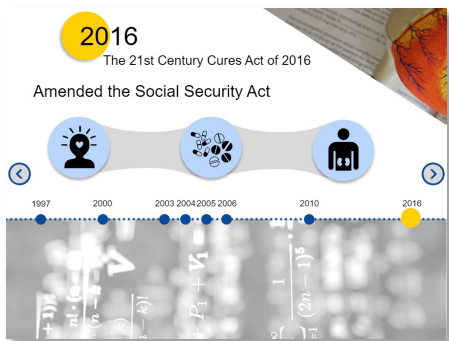 2016
The 21st Century Cures Act of 2016
Amended the Social Security Act
1997 2000 2003 2004 2005 2006 2010 2016